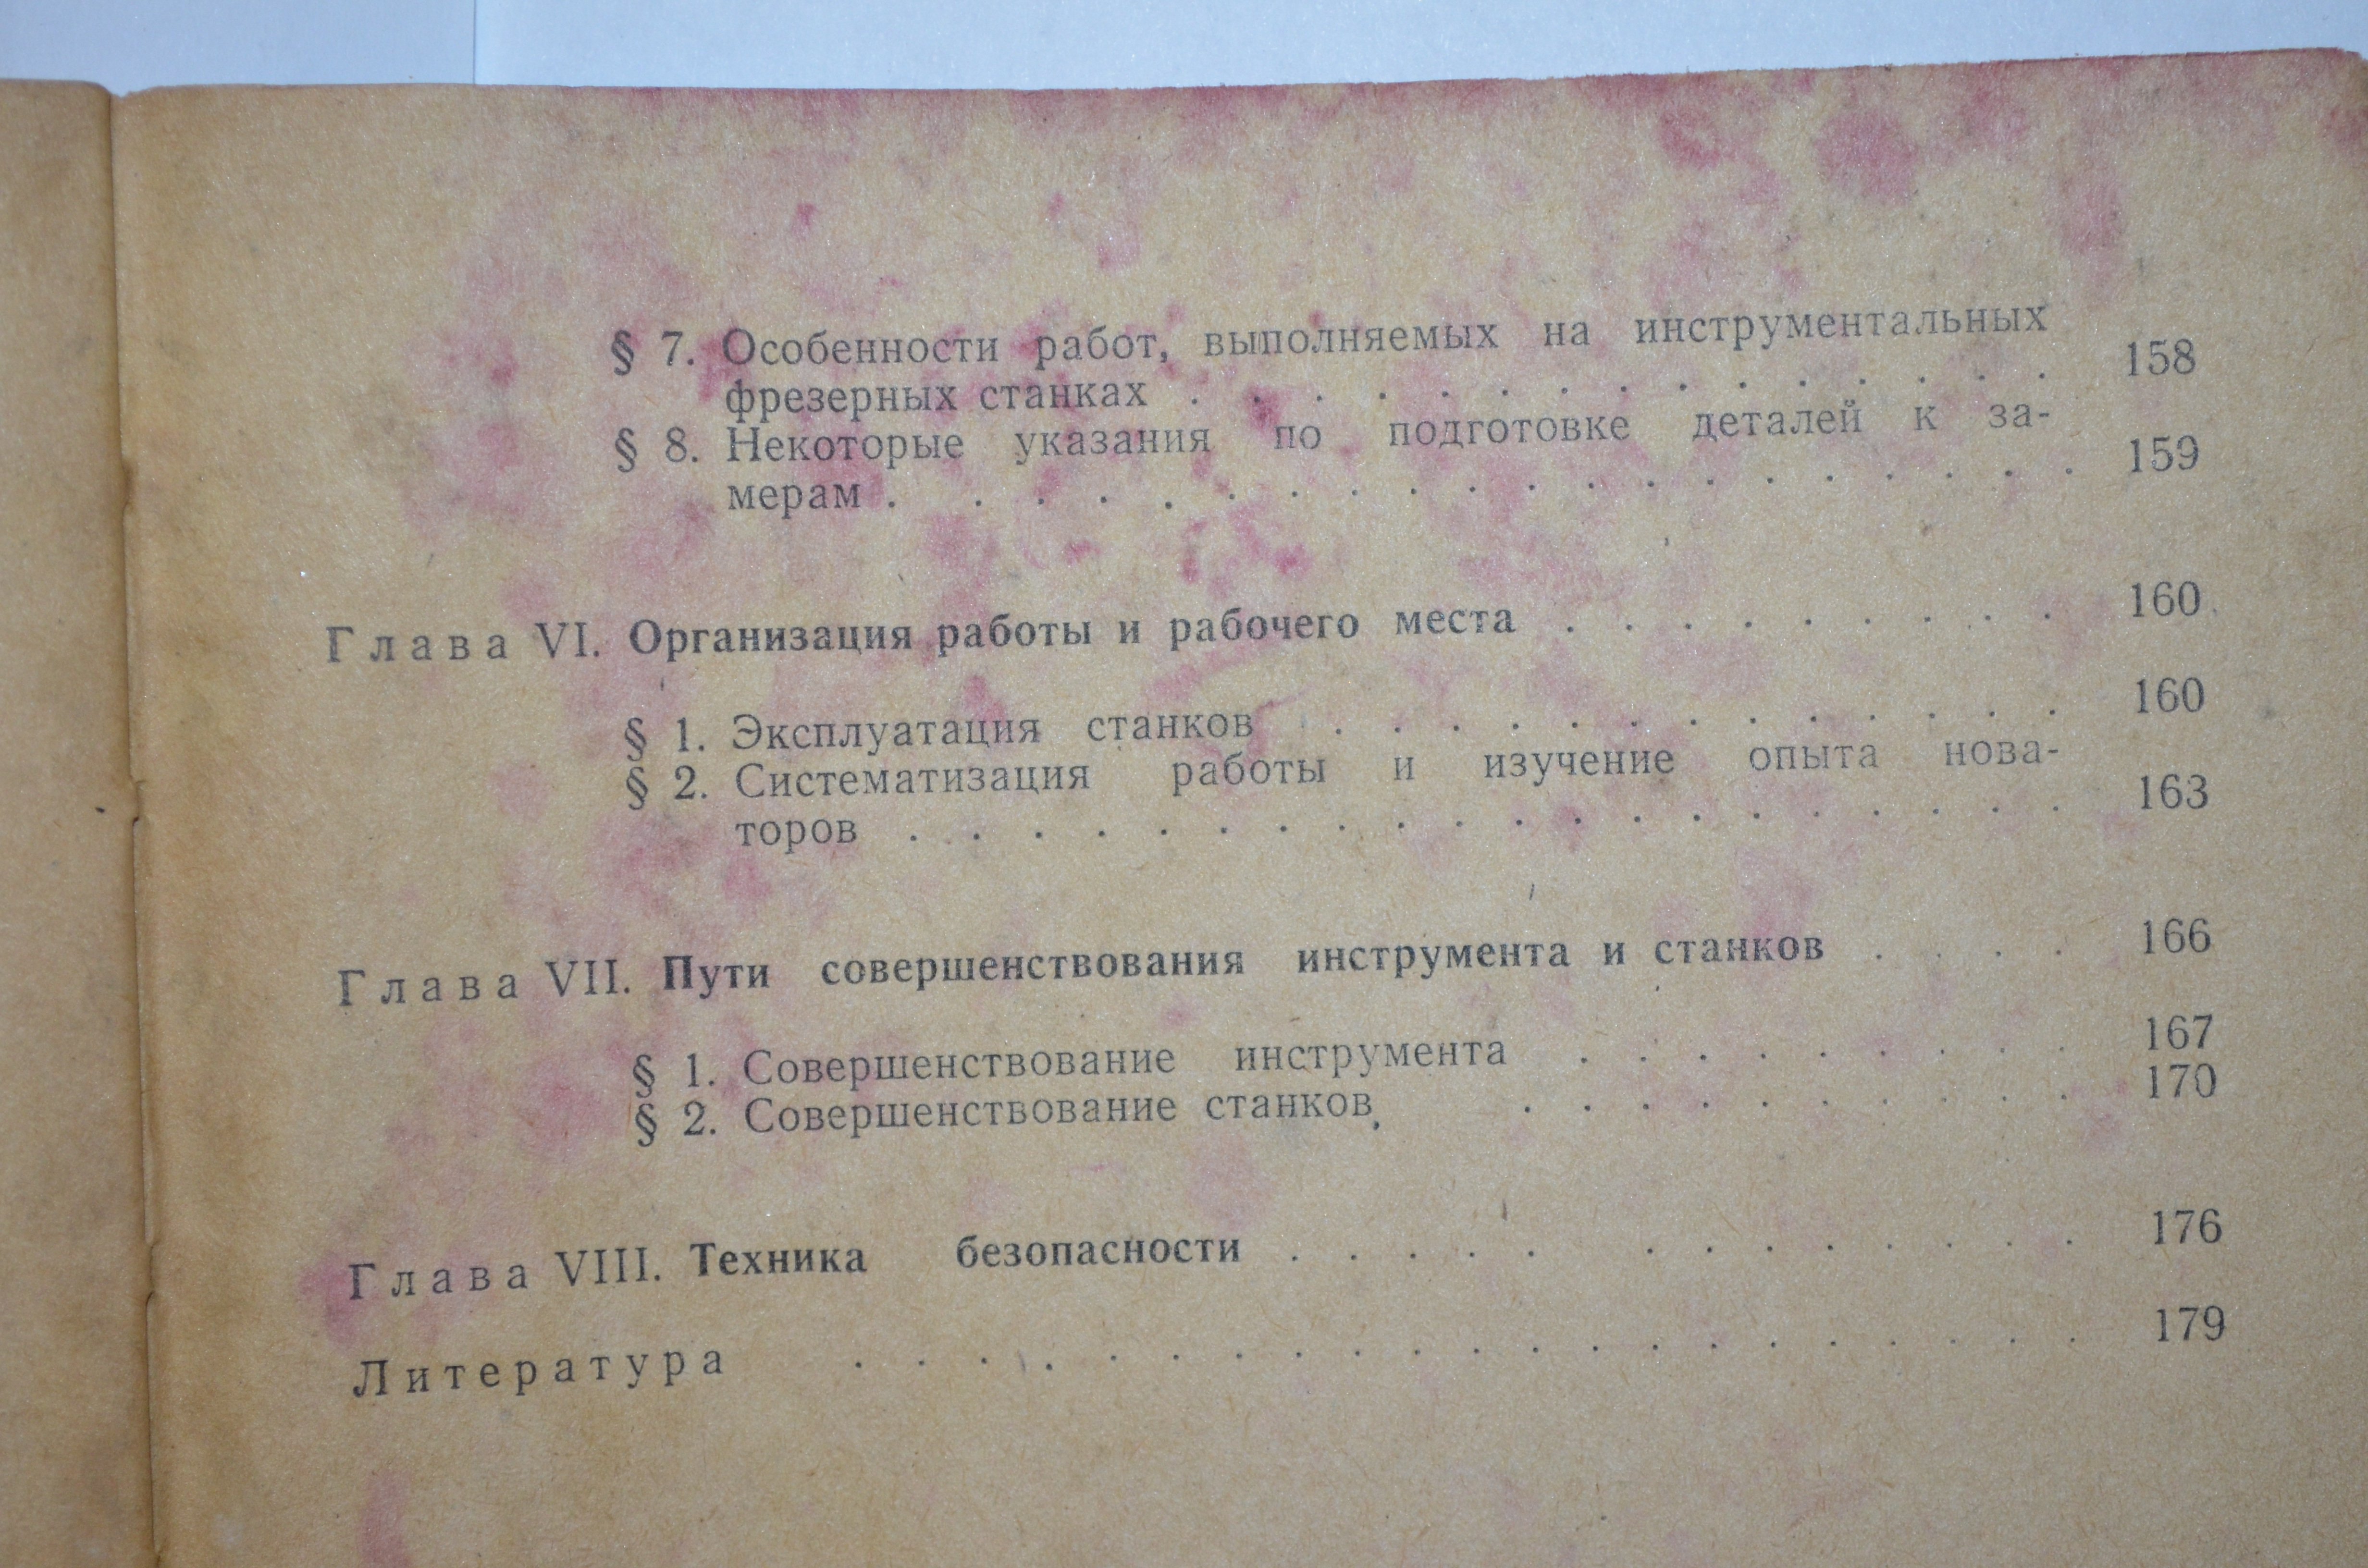 § 7. Особенности работ, выполняемых на инструментальных
фрезерных станках . . . . . . . . . . . . . . . 158
§ 8. Некоторые указания по подготовке деталей к за-
мерам . . . . . . . . . . . . . . . . . . . . 159
Глава VI. Организация работы и рабочего места . . . . . . . . . 160
§ 1. Эксплуатация станков . . . . . . . . . . . . . 160
§ 2. Систематизация работы и изучение опыта нова-
торов . . . . . . . . . . . . . . . . . . . . 163
Глава VII. Пути совершенствования инструмента и станков . . . . 166
§ 1. Совершенствование инструмента . . . . . . . . . 167
§ 2. Совершенствование станков . . . . . . . . . . 170
Глава VIII. Техника безопасности . . . . . . . . . . . . . 176
Литература . . . . . . . . . . . . . . . . . . . . 179